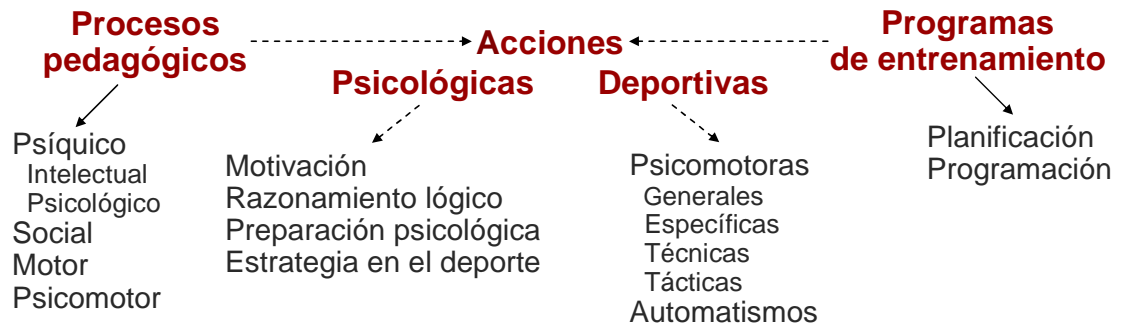 Procesos
pedagógicos
Acciones
Programas
de entrenamiento
Psicológicas
Deportivas
Psíquico
Intelectual
Psicológico
Social
Motor
Psicomotor
Motivación
Razonamiento lógico
Preparación psicológica
Estrategia en el deporte
Psicomotoras
Generales
Específicas
Técnicas
Tácticas
Automatismos
Planificación
Programación